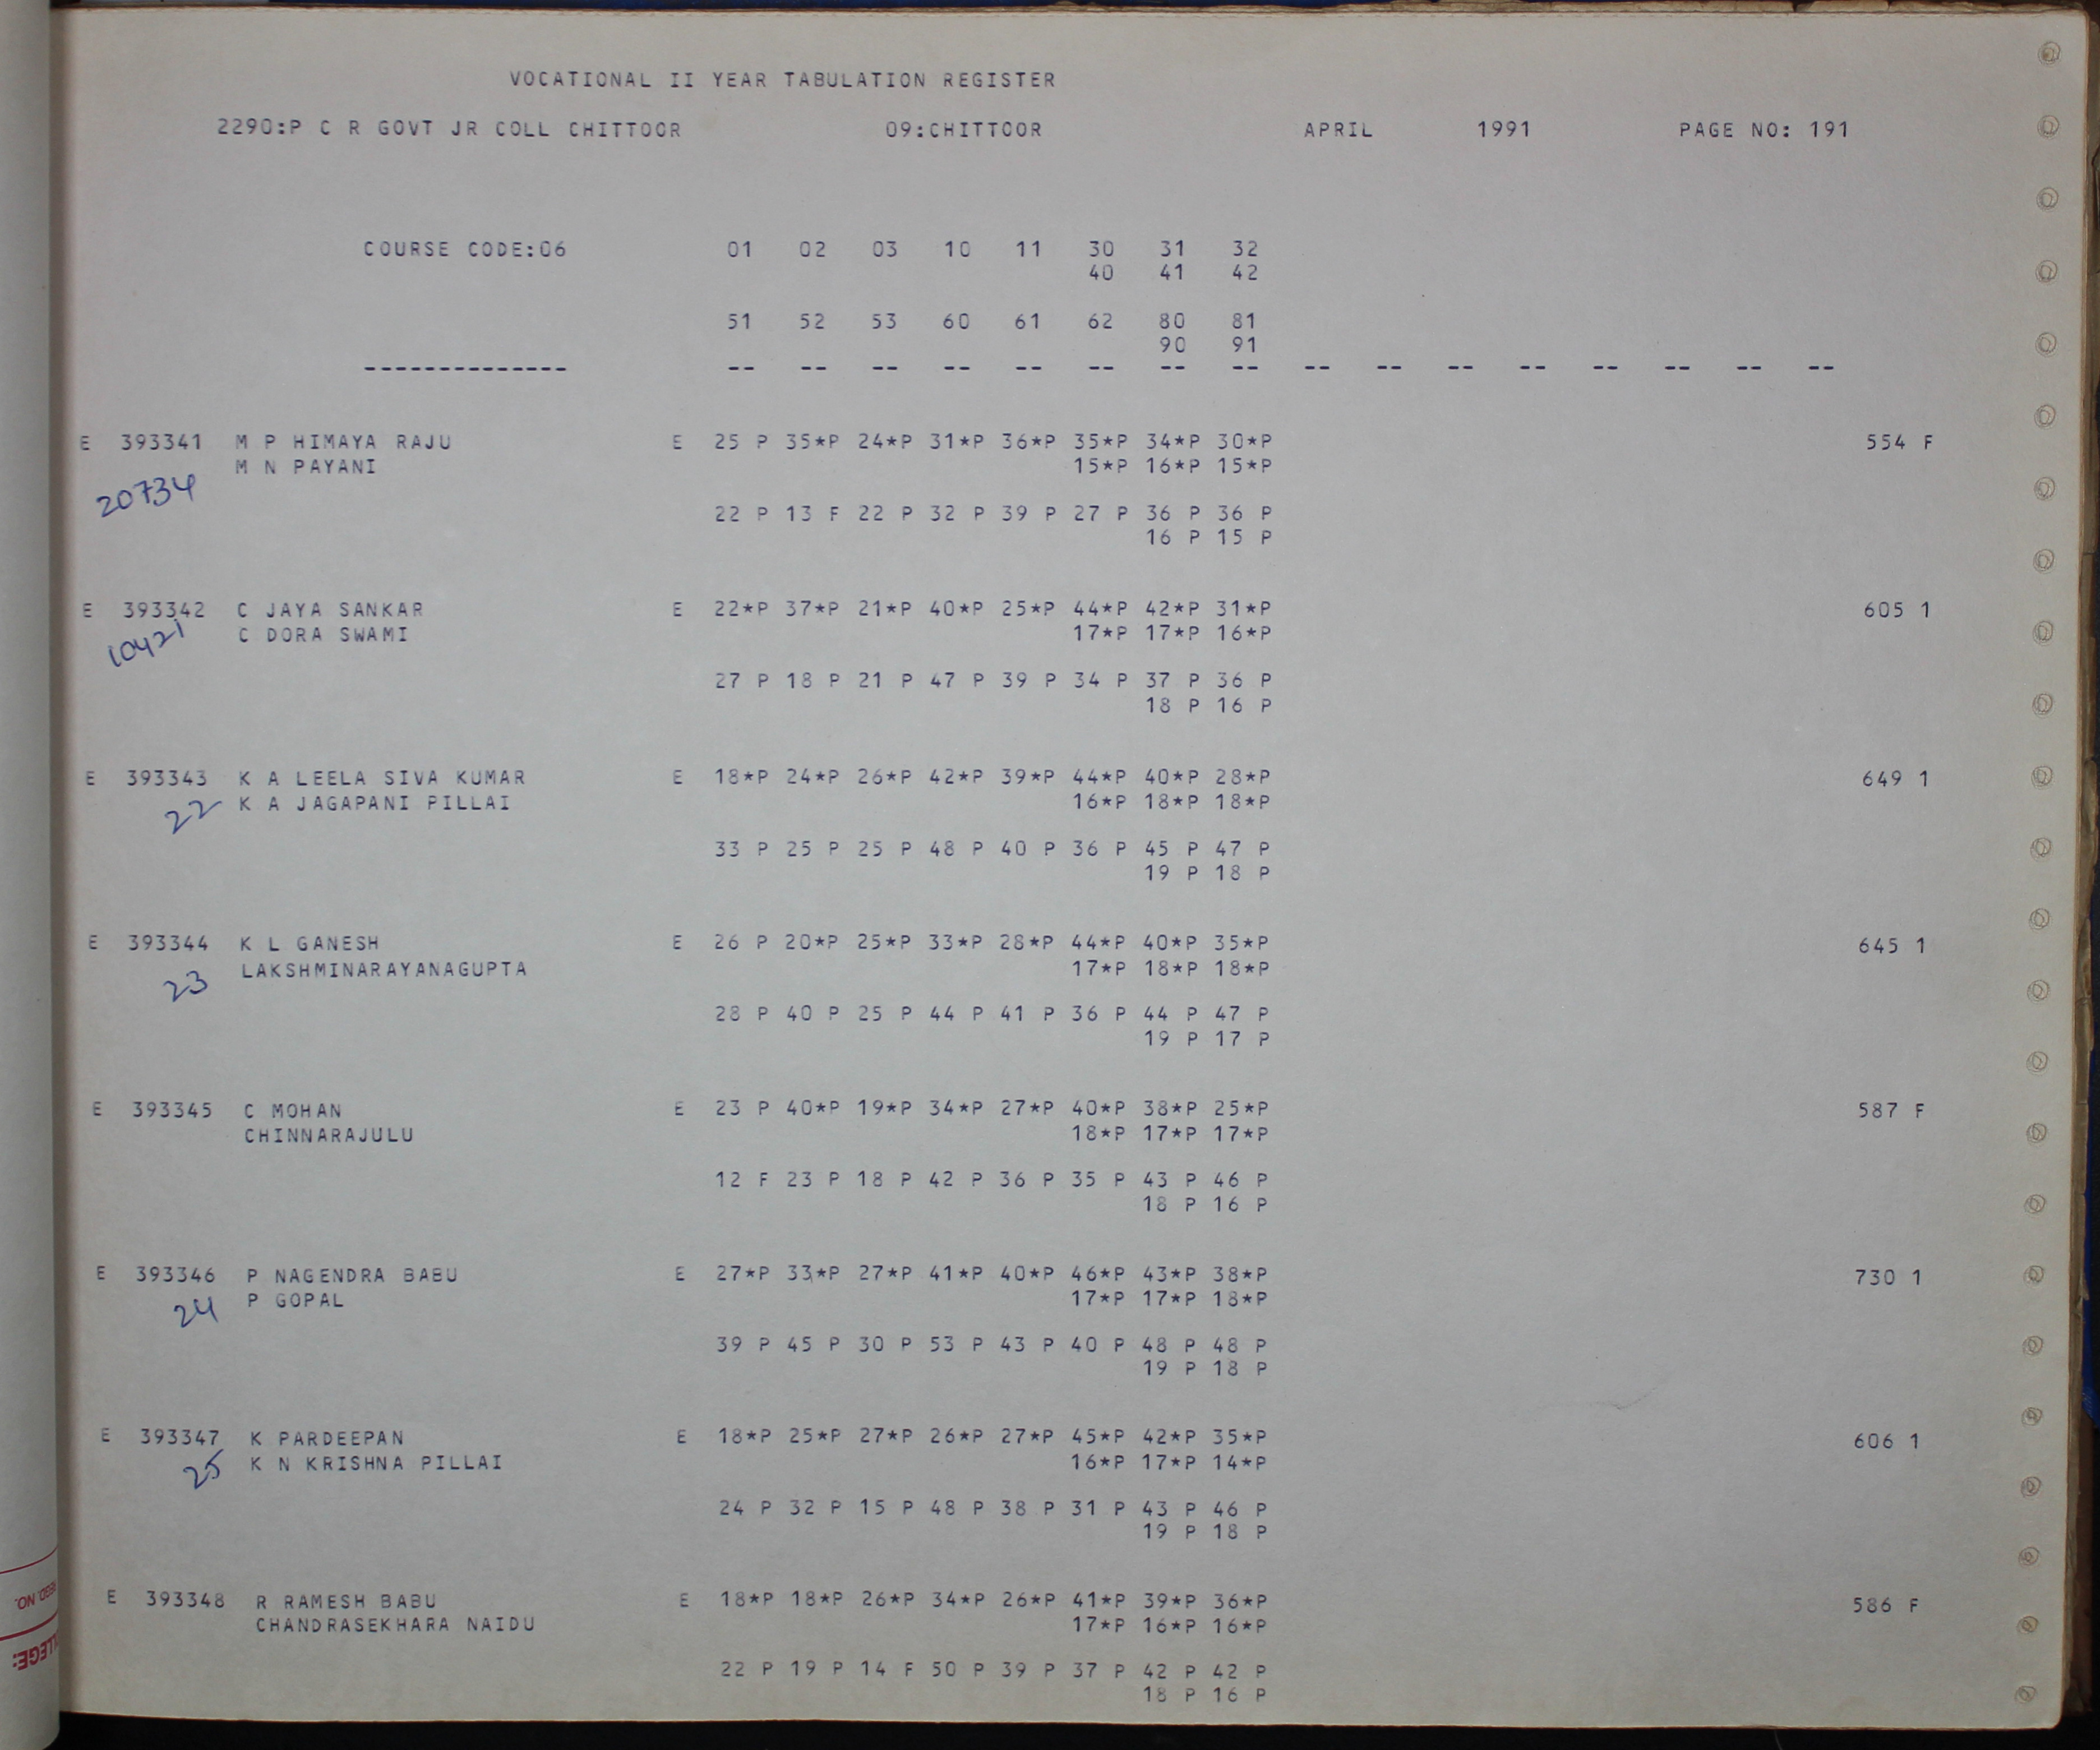 VOCATIONAL II YEAR TABULATION REGISTER
2290:P C R GOVT JR COLL CHITTOOR 09:CHITTOOR APRIL 1991 PAGE NO: 191
COURSE CODE:06 01 02 03 10 11 30 31 32
40 41 42
51 52 53 60 61 62 80 81
90 91
-------------- -- -- -- -- -- -- -- -- -- -- -- -- -- -- -- --
E 393341 M P HIMAYA RAJU E 25 P 35*P 24*P 31*P 36*P 35*P 34*P 30*P 554 F
M N PAYANI 15*P 16*P 15*P
20734
22 P 13 F 22 P 32 P 39 P 27 P 36 P 36 P
16 P 15 P
E 393342 C JAYA SANKAR E 22*P 37*P 21*P 40*P 25*P 44*P 42*P 31*P 605 1
10421 C DORA SWAMI 17*P 17*P 16*P
27 P 18 P 21 P 47 P 39 P 34 P 37 P 36 P
18 P 16 P
E 393343 K A LEELA SIVA KUMAR E 18*P 24*P 26*P 42*P 39*P 44*P 40*P 28*P 649 1
22 K A JAGAPANI PILLAI 16*P 18*P 18*P
33 P 25 P 25 P 48 P 40 P 36 P 45 P 47 P
19 P 18 P
E 393344 K L GANESH E 26 P 20*P 25*P 33*P 28*P 44*P 40*P 35*P 645 1
23 LAKSHMINARAYANAGUPTA 17*P 18*P 18*P
28 P 40 P 25 P 44 P 41 P 36 P 44 P 47 P
19 P 17 P
E 393345 C MOHAN E 23 P 40*P 19*P 34*P 27*P 40*P 38*P 25*P 587 F
CHINNARAJULU 18*P 17*P 17*P
12 F 23 P 18 P 42 P 36 P 35 P 43 P 46 P
18 P 16 P
E 393346 P NAGENDRA BABU E 27*P 33*P 27*P 41*P 40*P 46*P 43*P 38*P 730 1
24 P GOPAL 17*P 17*P 18*P
39 P 45 P 30 P 53 P 43 P 40 P 48 P 48 P
19 P 18 P
E 393347 K PARDEEPAN E 18*P 25*P 27*P 26*P 27*P 45*P 42*P 35*P 606 1
25 K N KRISHNA PILLAI 16*P 17*P 14*P
24 P 32 P 15 P 48 P 38 P 31 P 43 P 46 P
19 P 18 P
E 393348 R RAMESH BABU E 18*P 18*P 26*P 34*P 26*P 41*P 39*P 36*P 586 F
CHANDRASEKHARA NAIDU 17*P 16*P 16*P
22 P 19 P 14 F 50 P 39 P 37 P 42 P 42 P
18 P 16 P